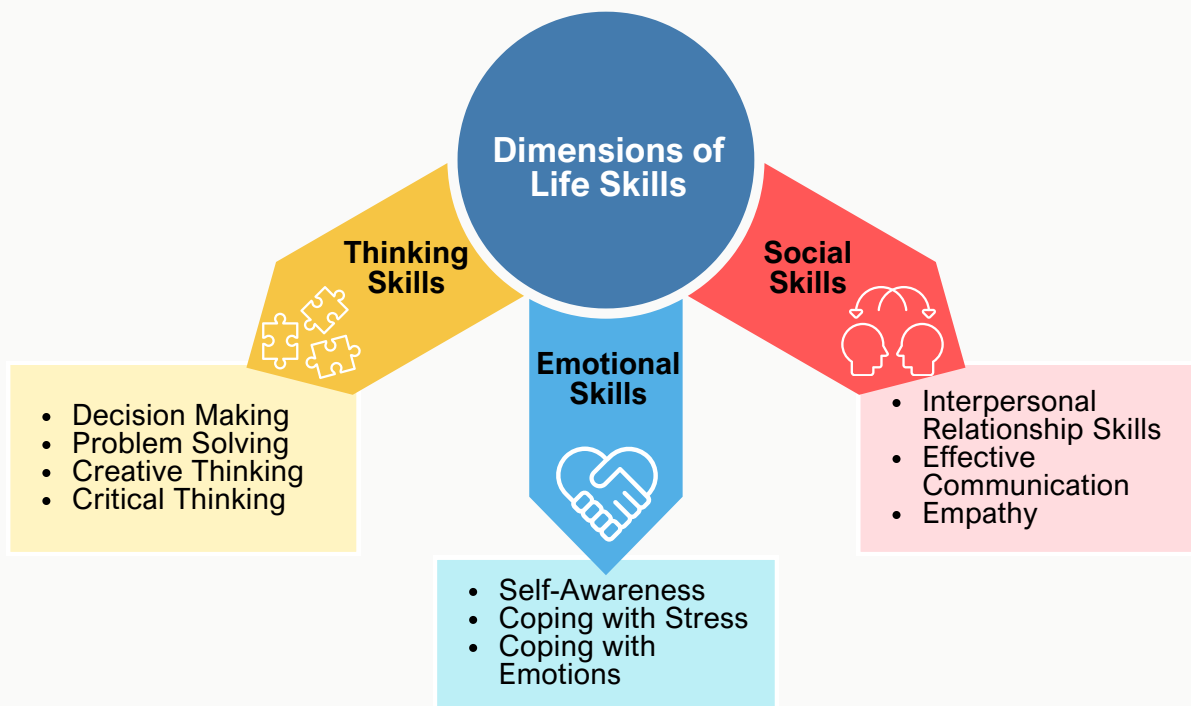 Dimensions of
Life Skills
Thinking
Skills
• Decision Making
• Problem Solving
• Creative Thinking
• Critical Thinking
Emotional
Skills
• Self-Awareness
• Coping with Stress
• Coping with
Emotions
Social
Skills
• Interpersonal
Relationship Skills
• Effective
Communication
• Empathy